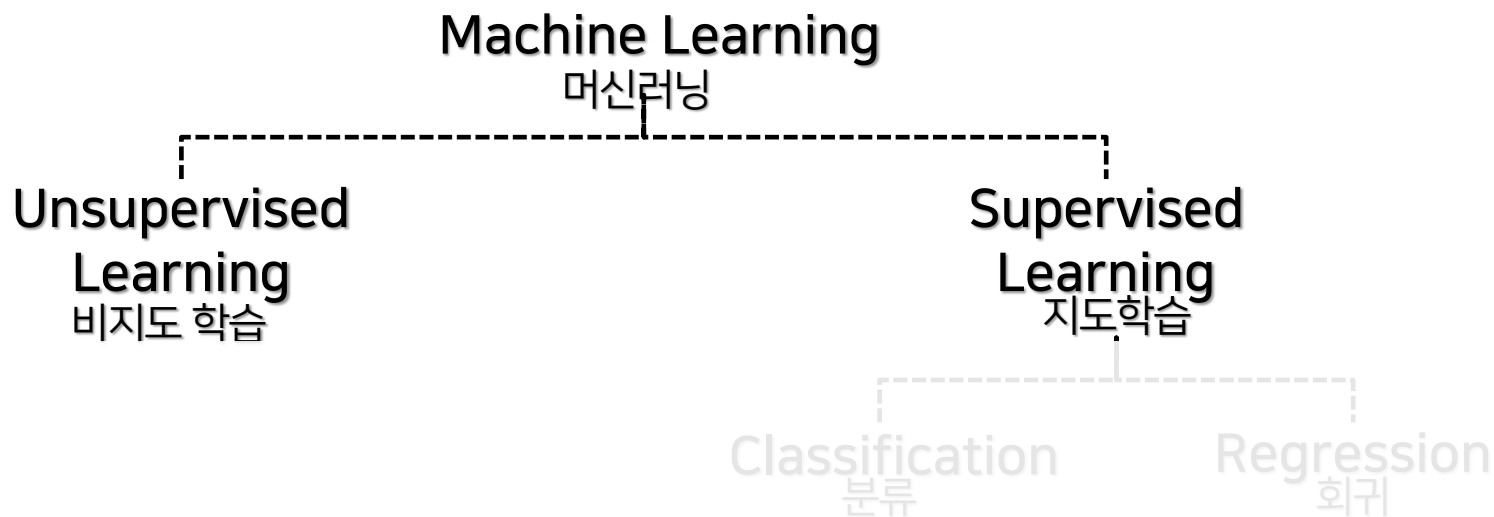 Machine Learning
머신러닝
Unsupervised
Learning
비지도 학습
Supervised
Learning
지도학습
Classification
분류
Regression
회귀